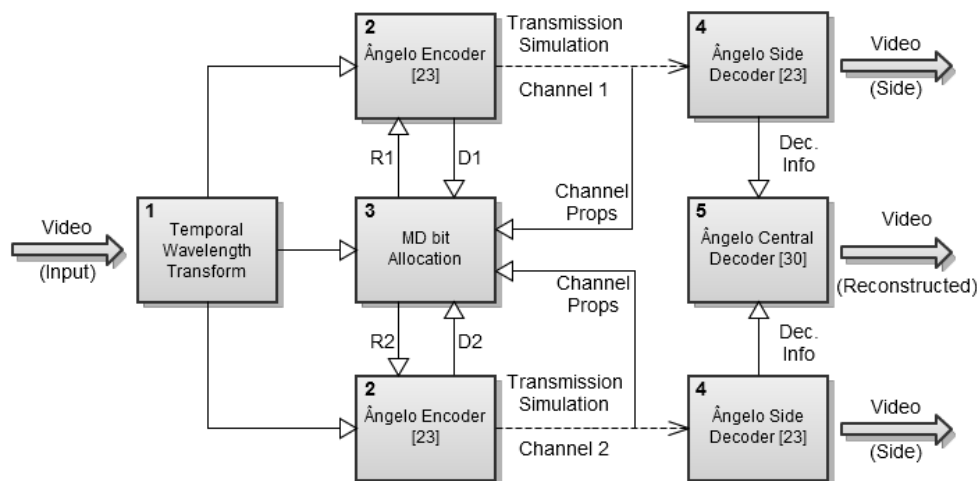 2
Ângelo Encoder
[23]
Transmission
Simulation
Channel 1
4
Ângelo Side
Decoder [23]
Video
(Side)
R1
D1
Channel
Props
Dec.
Info
Video
(Input)
1
Temporal
Wavelength
Transform
3
MD bit
Allocation
5
Ângelo Central
Decoder [30]
Video
(Reconstructed)
Channel
Props
R2
D2
Dec.
Info
2
Ângelo Encoder
[23]
Transmission
Simulation
Channel 2
4
Ângelo Side
Decoder [23]
Video
(Side)